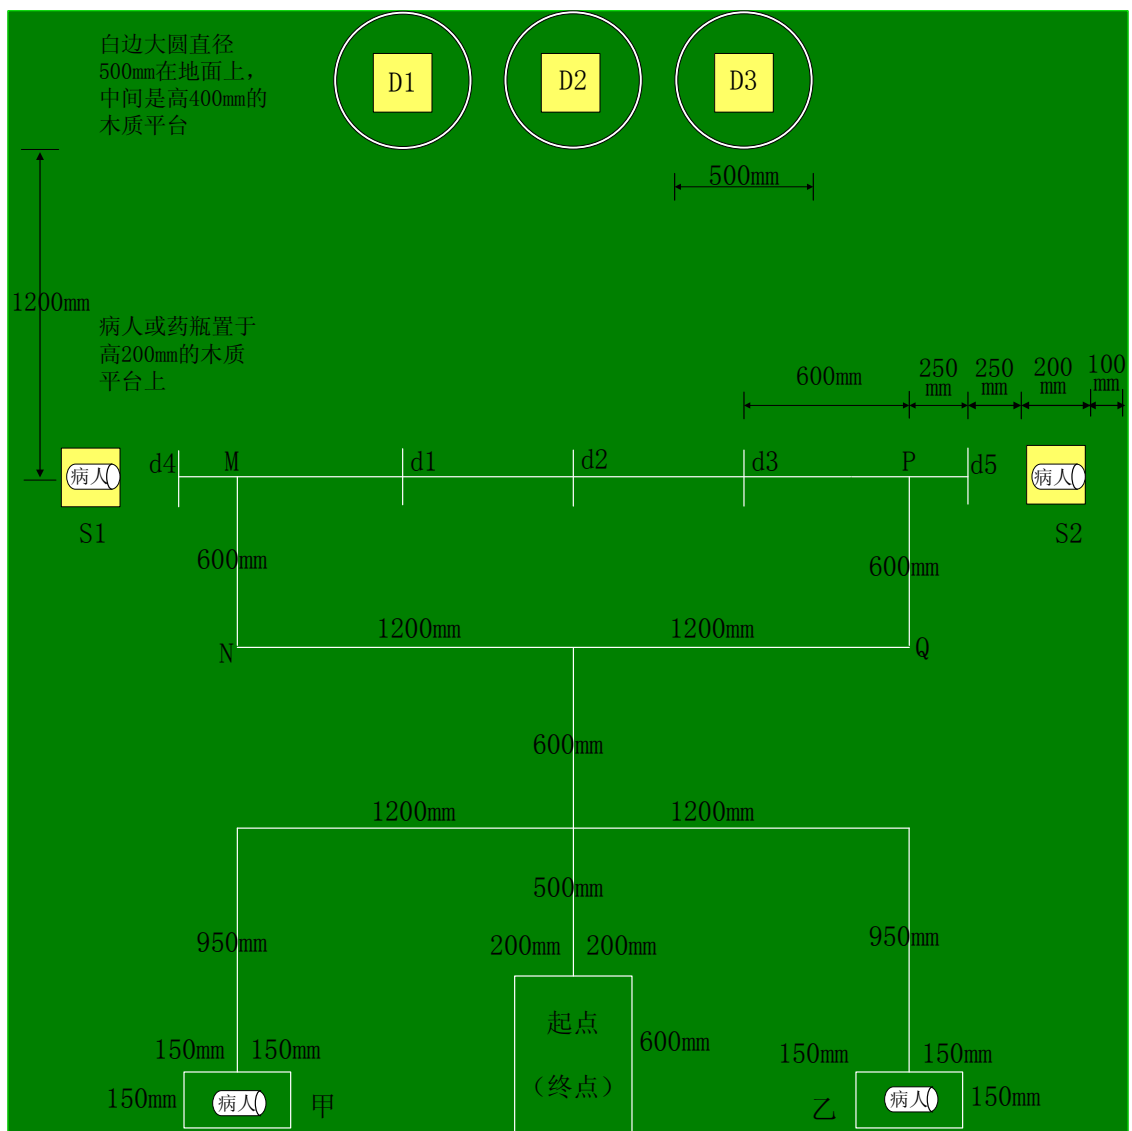 白边大圆直径
500mm在地面上，
中间是高400mm的
木质平台
D1
D2
D3
500mm
1200mm
病人或药瓶置于
高200mm的木质
平台上
600mm
250
mm
250
mm
200
mm
100
mm
病人
d4
M
d1
d2
d3
P
d5
病人
S1
S2
600mm
600mm
1200mm
1200mm
N
Q
600mm
1200mm
1200mm
500mm
950mm
950mm
200mm
200mm
起点
600mm
150mm
150mm
150mm
150mm
（终点）
150mm
病人
甲
乙
病人
150mm